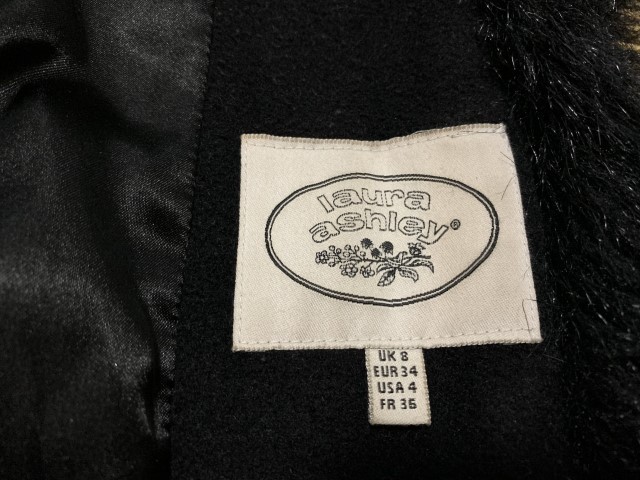 laura
ashley®
UK 8
EUR 34
USA 4
FR 36